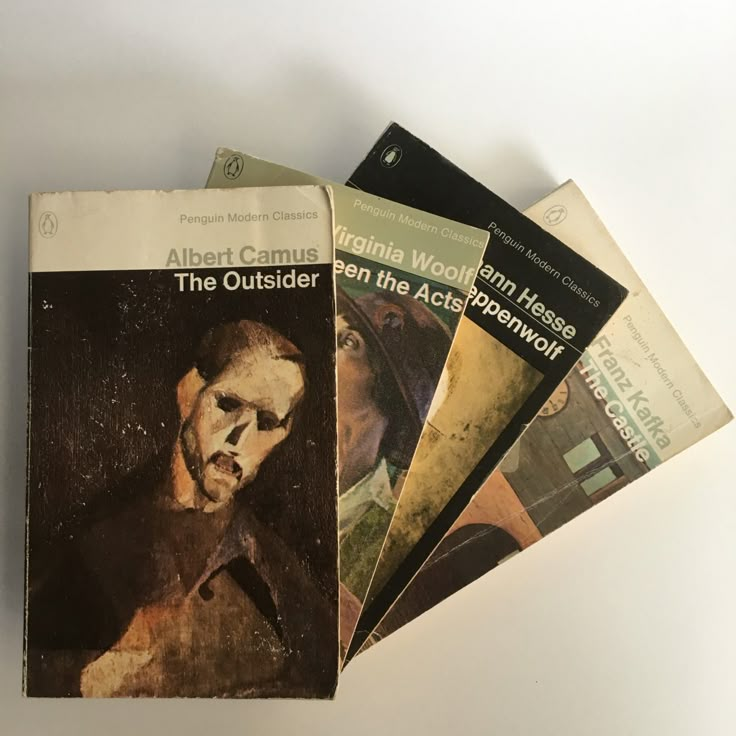 Penguin Modern Classics
Albert Camus
The Outsider
Penguin Modern Classics
Virginia Woolf
een the Acts
Penguin Modern Classics
ann Hesse
eppenwolf
Penguin Modern Classics
Franz Kafka
The Castle